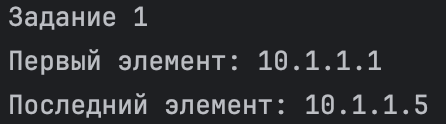 Задание 1
Первый элемент: 10.1.1.1
Последний элемент: 10.1.1.5